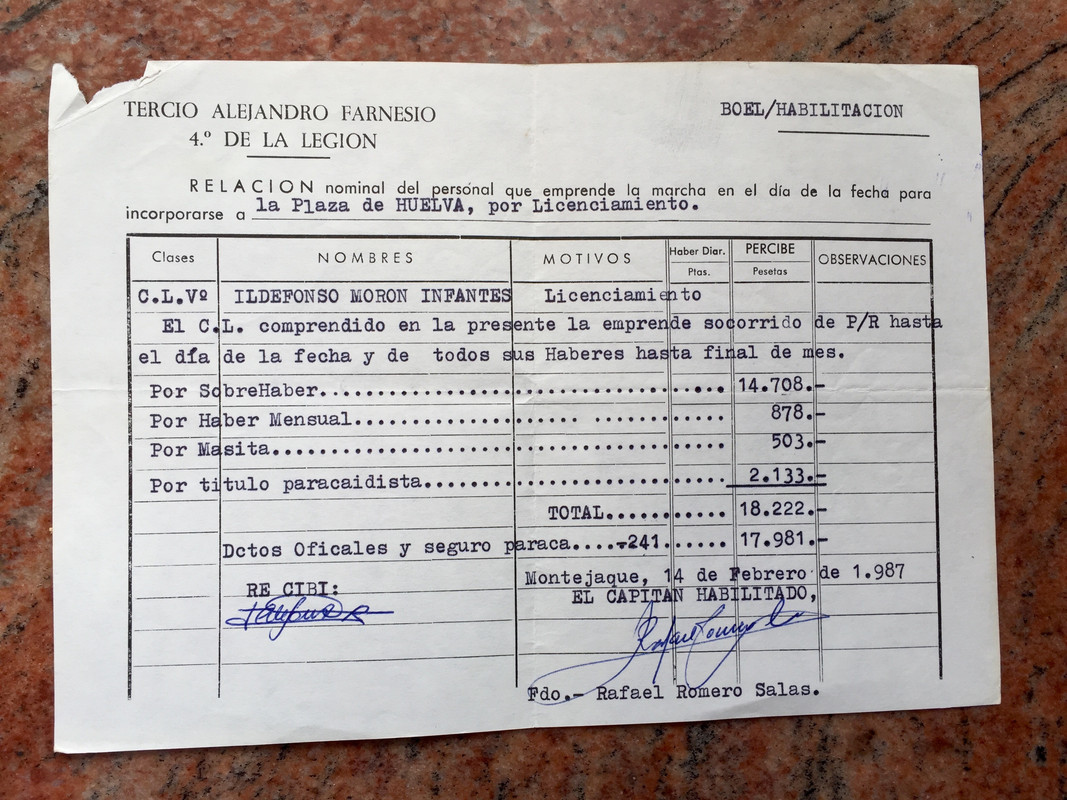 TERCIO ALEJANDRO FARNESIO
4.º DE LA LEGION
BOEL/HABILITACION
RELACION nominal del personal que emprende la marcha en el día de la fecha para
incorporarse a la Plaza de HUELVA, por Licenciamiento.
Clases NOMBRES MOTIVOS Haber Diar. Ptas. PERCIBE Pesetas OBSERVACIONES
C.L.Vº ILDEFONSO MORON INFANTES Licenciamiento
El C.L. comprendido en la presente la emprende socorrido de P/R hasta
el día de la fecha y de todos sus Haberes hasta final de mes.
Por SobreHaber........................................ 14.708.-
Por Haber Mensual.................... ....... 878.-
Por Masita........................................ 503.-
Por titulo paracaidista........................... 2.133.-
TOTAL........... 18.222.-
Dctos Oficales y seguro paraca....-241....... 17.981.-
Montejaque, 14 de Febrero de 1.987
RE CIBI: EL CAPITAN HABILITADO,
Fdo.- Rafael Romero Salas.